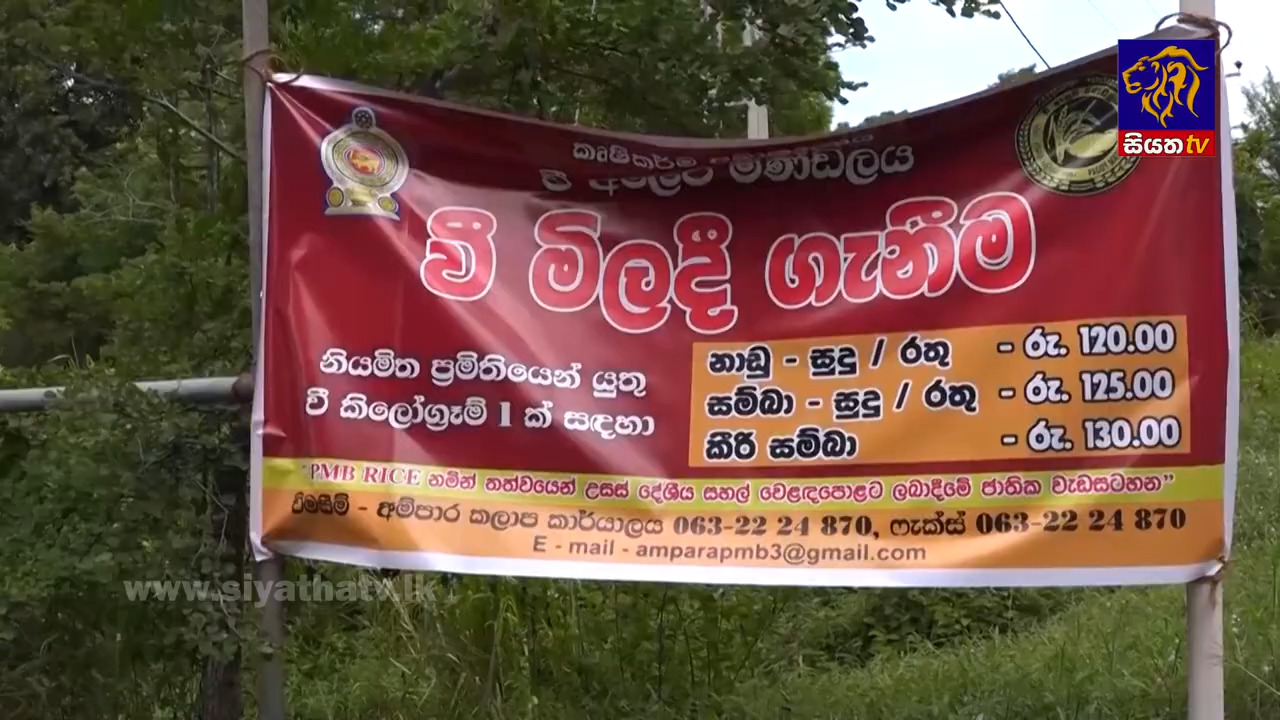 සියත tv
වී අලෙවි මණ්ඩලය
වී මිලදී ගැනීම
නියමිත ප්‍රමිතියෙන් යුතු
වී කිලෝග්‍රෑම් 1 ක් සඳහා
නාඩු - සුදු / රතු - රු. 120.00
සම්බා - සුදු / රතු - රු. 125.00
කීරි සම්බා - රු. 130.00
"PMB RICE නමින් තත්වයෙන් උසස් දේශීය සහල් වෙළඳපොළට ලබාදීමේ ජාතික වැඩසටහන"
විමසීම් - අම්පාර කලාප කාර්යාලය 063-22 24 870, ෆැක්ස් 063-22 24 870
E - mail - amparapmb3@gmail.com
www.siyathatv.lk